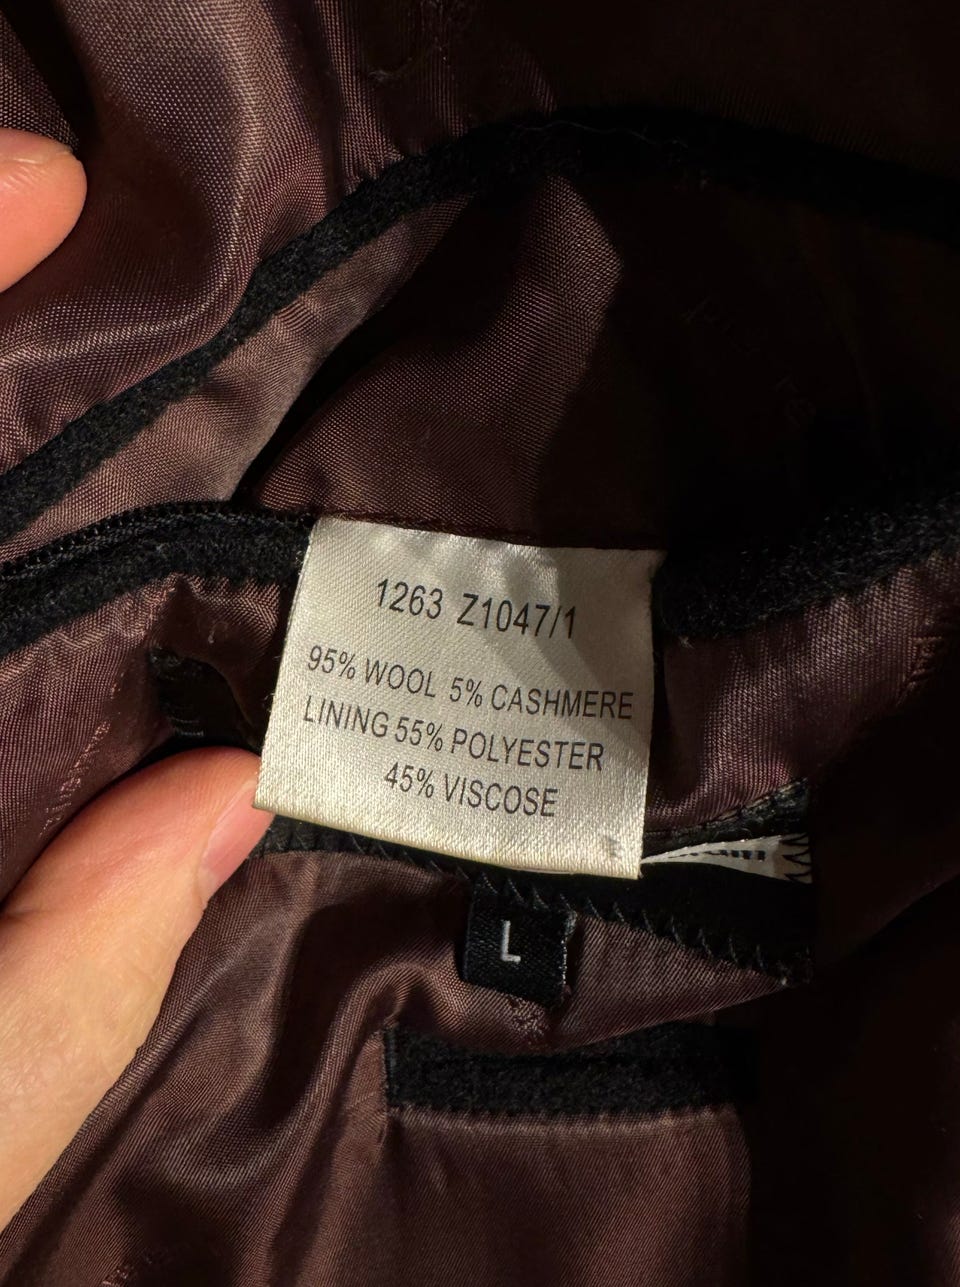 1263 Z1047/1
95% WOOL 5% CASHMERE
LINING 55% POLYESTER
45% VISCOSE
L